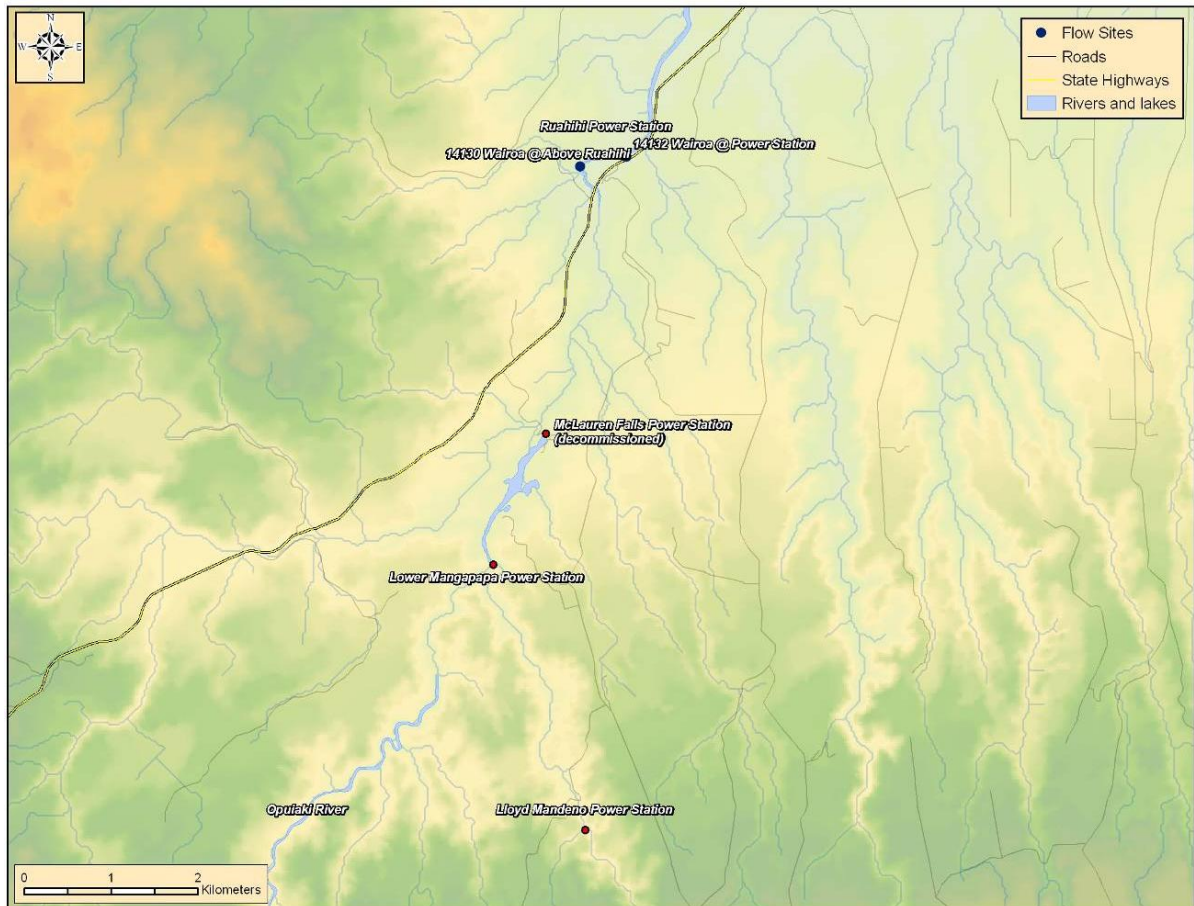 N
W E
S
Flow Sites
Roads
State Highways
Rivers and lakes
Ruahihi Power Station
14130 Wairoa @ Above Ruahihi
14132 Wairoa @ Power Station
McLauren Falls Power Station
(decommissioned)
Lower Mangapapa Power Station
Opuiaki River
Lloyd Mandeno Power Station
0 1 2
Kilometers